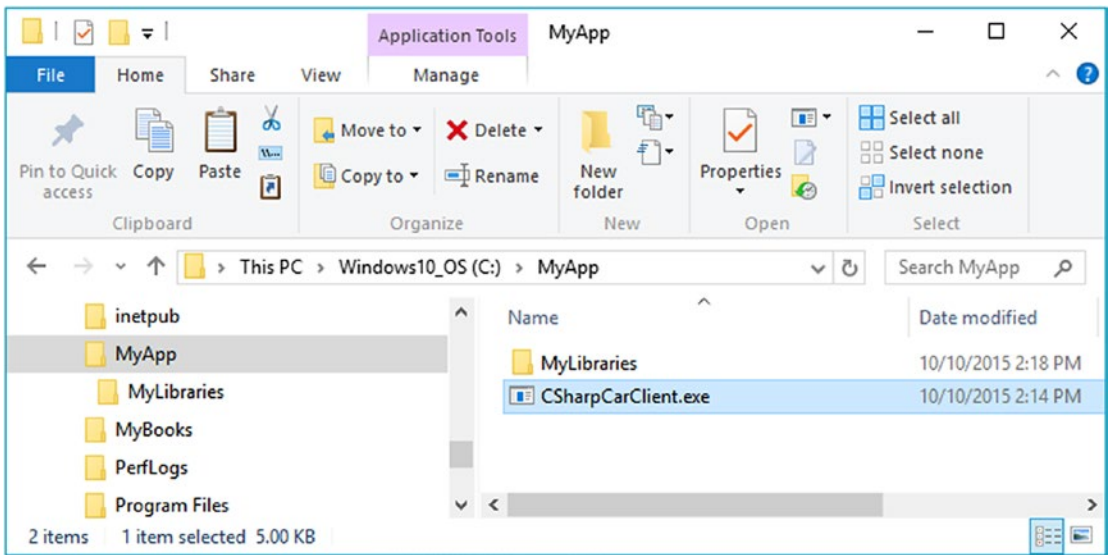 Application Tools MyApp
File Home Share View Manage
Pin to Quick access
Copy
Paste
Clipboard
Move to
Copy to
Delete
Rename
Organize
New folder
New
Properties
Open
Select all
Select none
Invert selection
Select
This PC > Windows10_OS (C:) > MyApp
Search MyApp
inetpub
MyApp
MyLibraries
MyBooks
PerfLogs
Program Files
Name Date modified
MyLibraries 10/10/2015 2:18 PM
CSharpCarClient.exe 10/10/2015 2:14 PM
2 items 1 item selected 5.00 KB